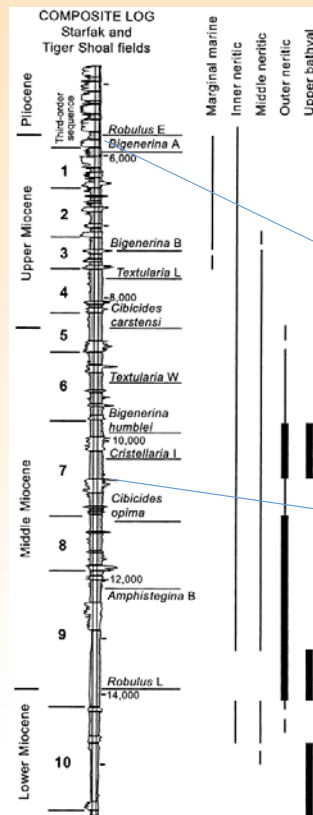 COMPOSITE LOG
Starfak and
Tiger Shoal fields
Marginal marine
Inner neritic
Middle neritic
Outer neritic
Upper bathyal
Third-order
sequence
Pliocene
Upper Miocene
Middle Miocene
Lower Miocene
Robulus E
Bigenerina A
6,000
1
2
Bigenerina B
3
Textularia L
4
8,000
Cibicides
carstensi
5
Textularia W
6
Bigenerina
humblei
10,000
Cristellaria I
7
Cibicides
opima
8
12,000
Amphistegina B
9
Robulus L
14,000
10